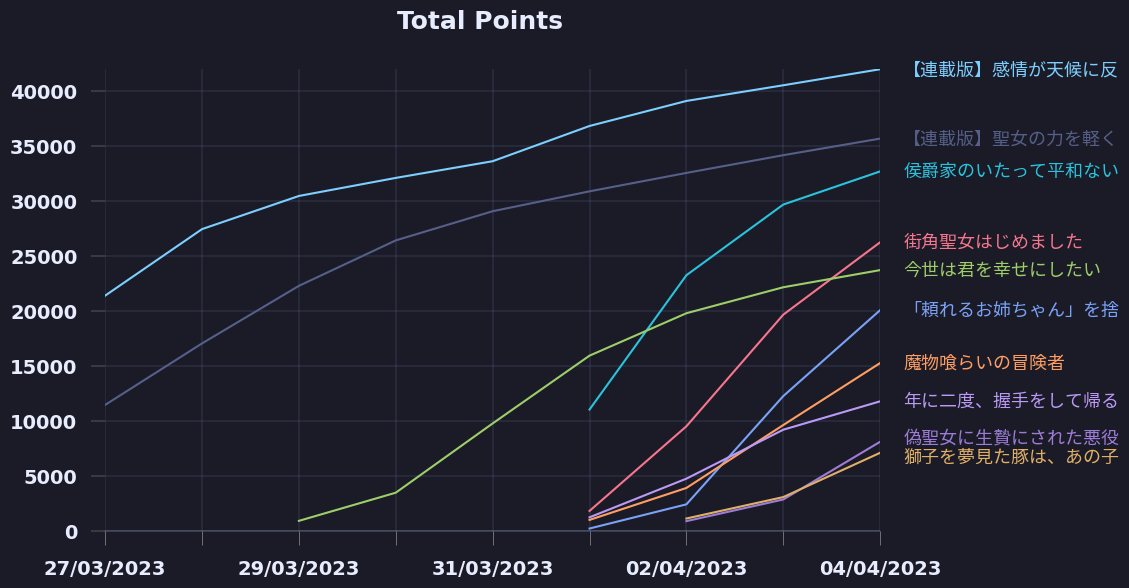 Total Points
40000
35000
30000
25000
20000
15000
10000
5000
0
27/03/2023
29/03/2023
31/03/2023
02/04/2023
04/04/2023
【連載版】感情が天候に反
【連載版】聖女の力を軽く
侯爵家のいたって平和ない
街角聖女はじめました
今世は君を幸せにしたい
「頼れるお姉ちゃん」を捨
魔物喰らいの冒険者
年に二度、握手をして帰る
偽聖女に生贄にされた悪役
獅子を夢見た豚は、あの子